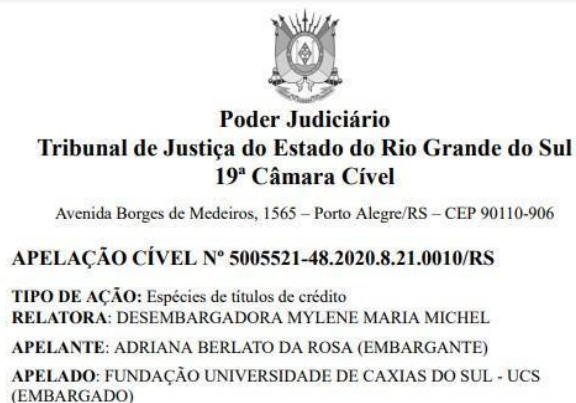 Poder Judiciário
Tribunal de Justiça do Estado do Rio Grande do Sul
19ª Câmara Cível
Avenida Borges de Medeiros, 1565 – Porto Alegre/RS – CEP 90110-906
APELAÇÃO CÍVEL Nº 5005521-48.2020.8.21.0010/RS
TIPO DE AÇÃO: Espécies de títulos de crédito
RELATORA: DESEMBARGADORA MYLENE MARIA MICHEL
APELANTE: ADRIANA BERLATO DA ROSA (EMBARGANTE)
APELADO: FUNDAÇÃO UNIVERSIDADE DE CAXIAS DO SUL - UCS
(EMBARGADO)